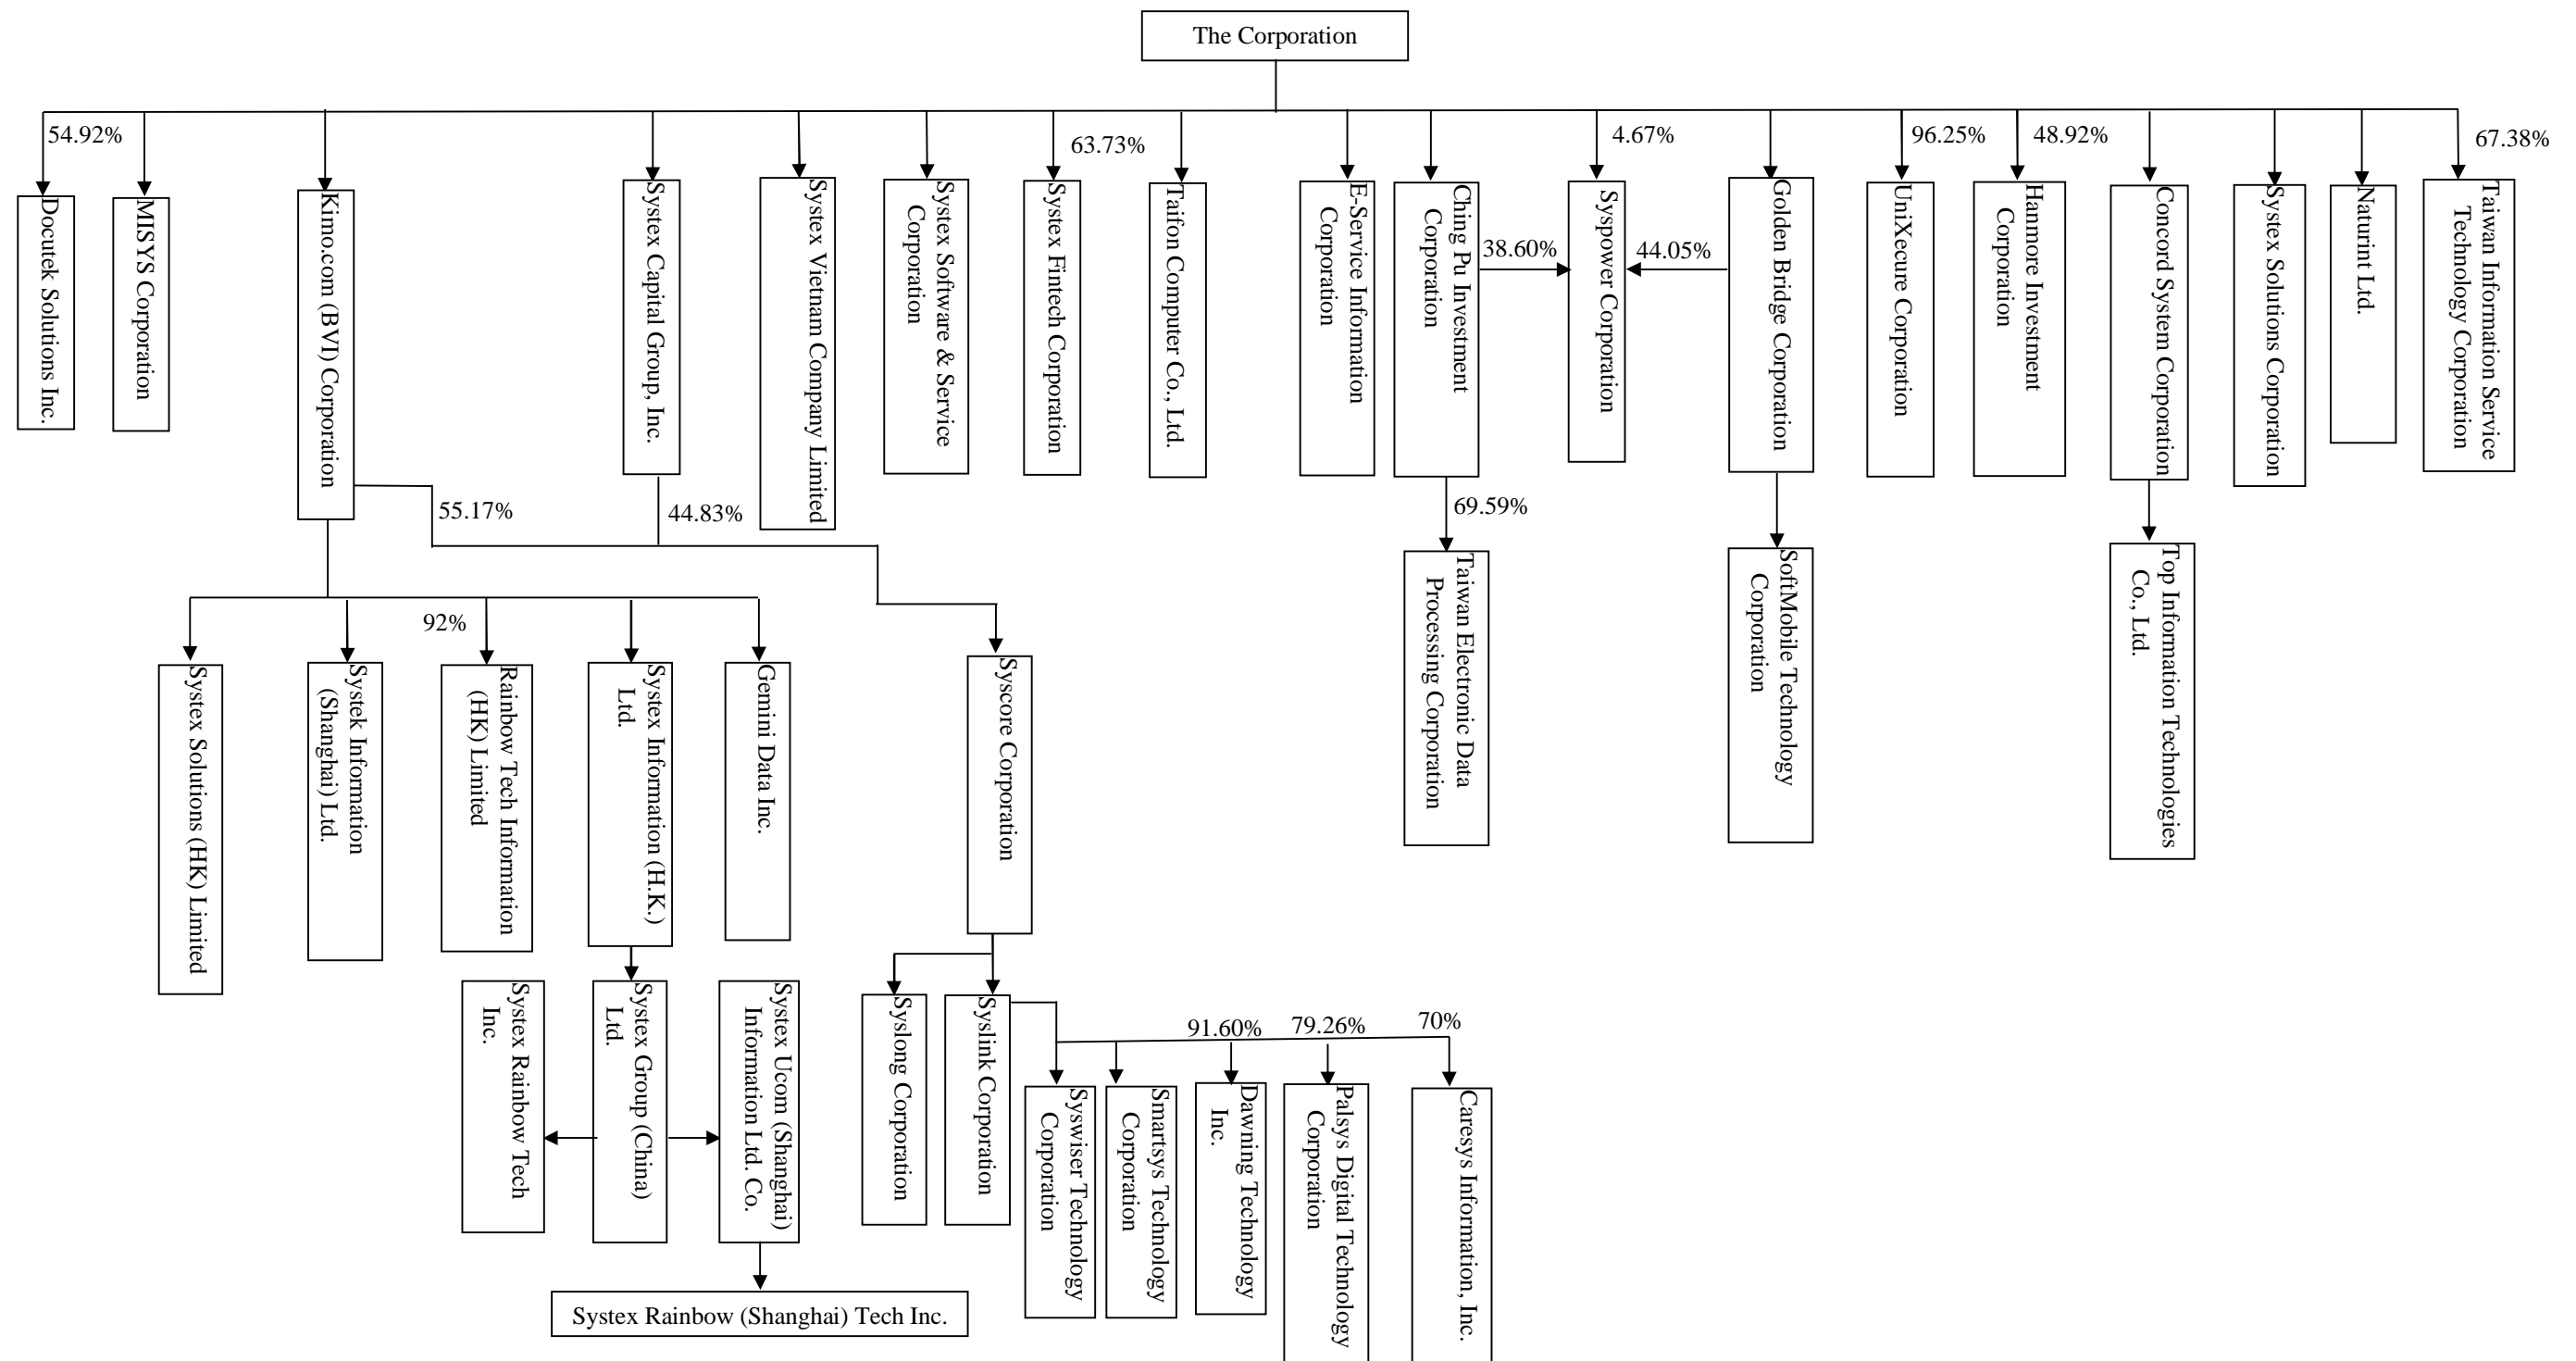 The Corporation
54.92%
63.73%
4.67%
96.25%
48.92%
67.38%
Docutek Solutions Inc.
MISYS Corporation
Kimo.com (BVI) Corporation
Systex Capital Group, Inc.
Systex Vietnam Company Limited
Systex Software & Service
Corporation
Systex Fintech Corporation
Taifon Computer Co., Ltd.
E-Service Information
Corporation
Ching Pu Investment
Corporation
38.60%
Syspower Corporation
44.05%
Golden Bridge Corporation
UniXecure Corporation
Hanmore Investment
Corporation
Concord System Corporation
Systex Solutions Corporation
Naturint Ltd.
Taiwan Information Service
Technology Corporation
55.17%
44.83%
69.59%
Taiwan Electronic Data
Processing Corporation
SoftMobile Technology
Corporation
Top Information Technologies
Co., Ltd.
92%
Systex Solutions (HK) Limited
Systek Information
(Shanghai) Ltd.
Rainbow Tech Information
(HK) Limited
Systex Information (H.K.)
Ltd.
Gemini Data Inc.
Syscore Corporation
Systex Rainbow Tech
Inc.
Systex Group (China)
Ltd.
Systex Ucom (Shanghai)
Information Ltd. Co.
Syslong Corporation
Syslink Corporation
91.60%
79.26%
70%
Syswiser Technology
Corporation
Smartsys Technology
Corporation
Dawning Technology
Inc.
Palsys Digital Technology
Corporation
Caresys Information, Inc.
Systex Rainbow (Shanghai) Tech Inc.